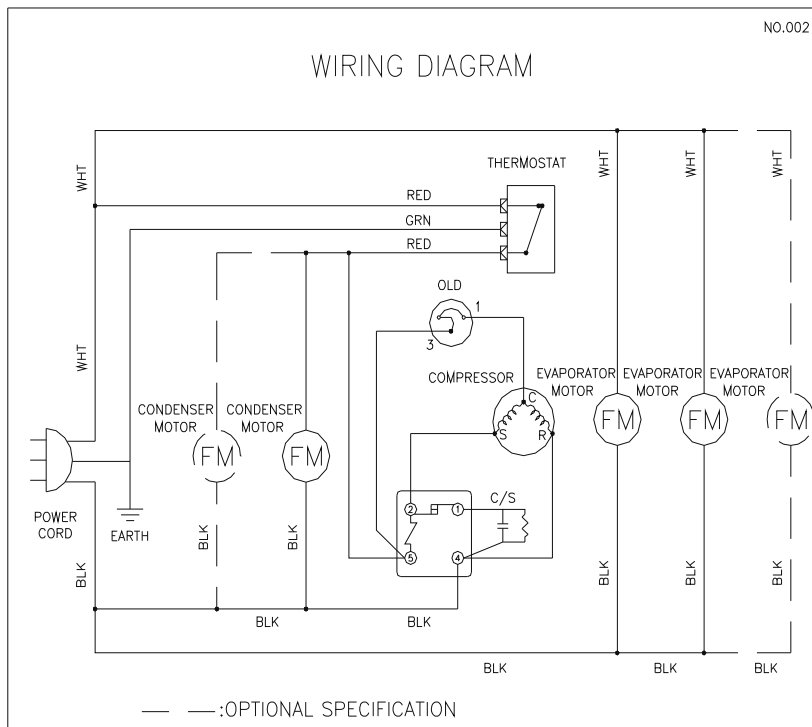 NO.002
WIRING DIAGRAM
WHT
WHT
WHT
THERMOSTAT
RED
GRN
RED
OLD
1
3
WHT
COMPRESSOR
C
S
R
EVAPORATOR
MOTOR
EVAPORATOR
MOTOR
EVAPORATOR
MOTOR
FM
FM
FM
CONDENSER
MOTOR
CONDENSER
MOTOR
FM
FM
POWER
CORD
EARTH
C/S
2
1
5
4
BLK
BLK
BLK
BLK
BLK
BLK
BLK
BLK
BLK
BLK
BLK
:OPTIONAL SPECIFICATION